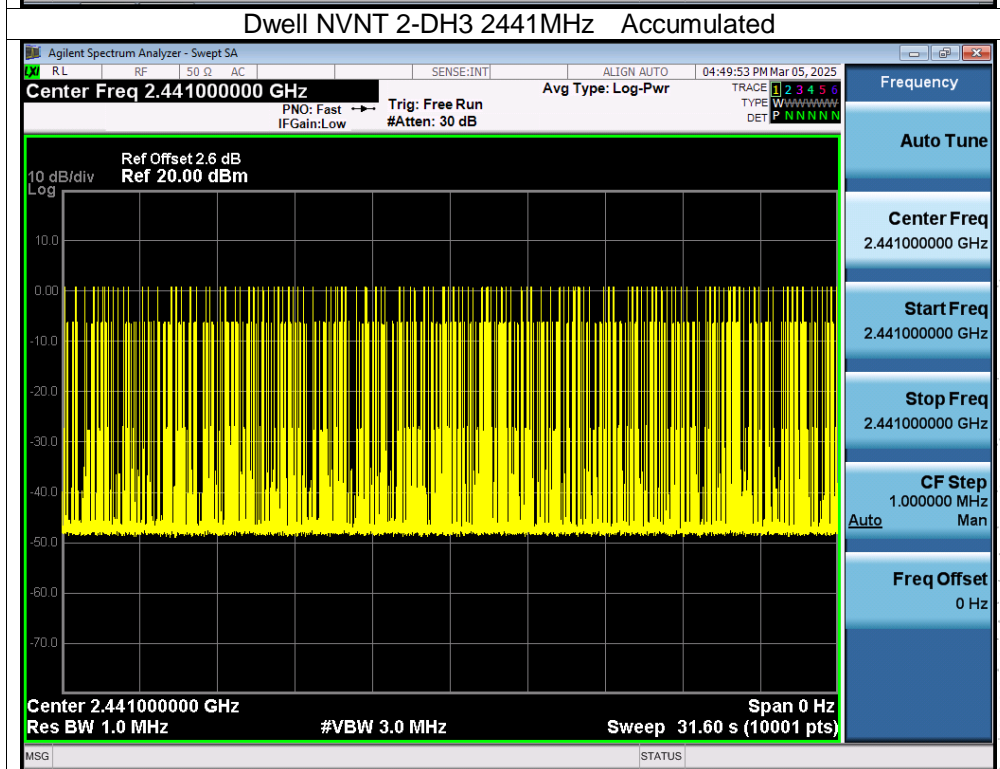 Dwell NVNT 2-DH3 2441MHz Accumulated
Agilent Spectrum Analyzer - Swept SA
LXI RL RF 50 Ω AC SENSE:INT ALIGN AUTO 04:49:53 PM Mar 05, 2025
Center Freq 2.441000000 GHz
PNO: Fast
IFGain:Low
Trig: Free Run
#Atten: 30 dB
Avg Type: Log-Pwr
TRACE 1 2 3 4 5 6
TYPE WWWWWW
DET P N N N N N
Frequency
Auto Tune
Center Freq
2.441000000 GHz
Start Freq
2.441000000 GHz
Stop Freq
2.441000000 GHz
CF Step
1.000000 MHz
Auto Man
Freq Offset
0 Hz
Ref Offset 2.6 dB
10 dB/div Ref 20.00 dBm
Log
10.0
0.00
-10.0
-20.0
-30.0
-40.0
-50.0
-60.0
-70.0
Center 2.441000000 GHz Span 0 Hz
Res BW 1.0 MHz #VBW 3.0 MHz Sweep 31.60 s (10001 pts)
MSG STATUS